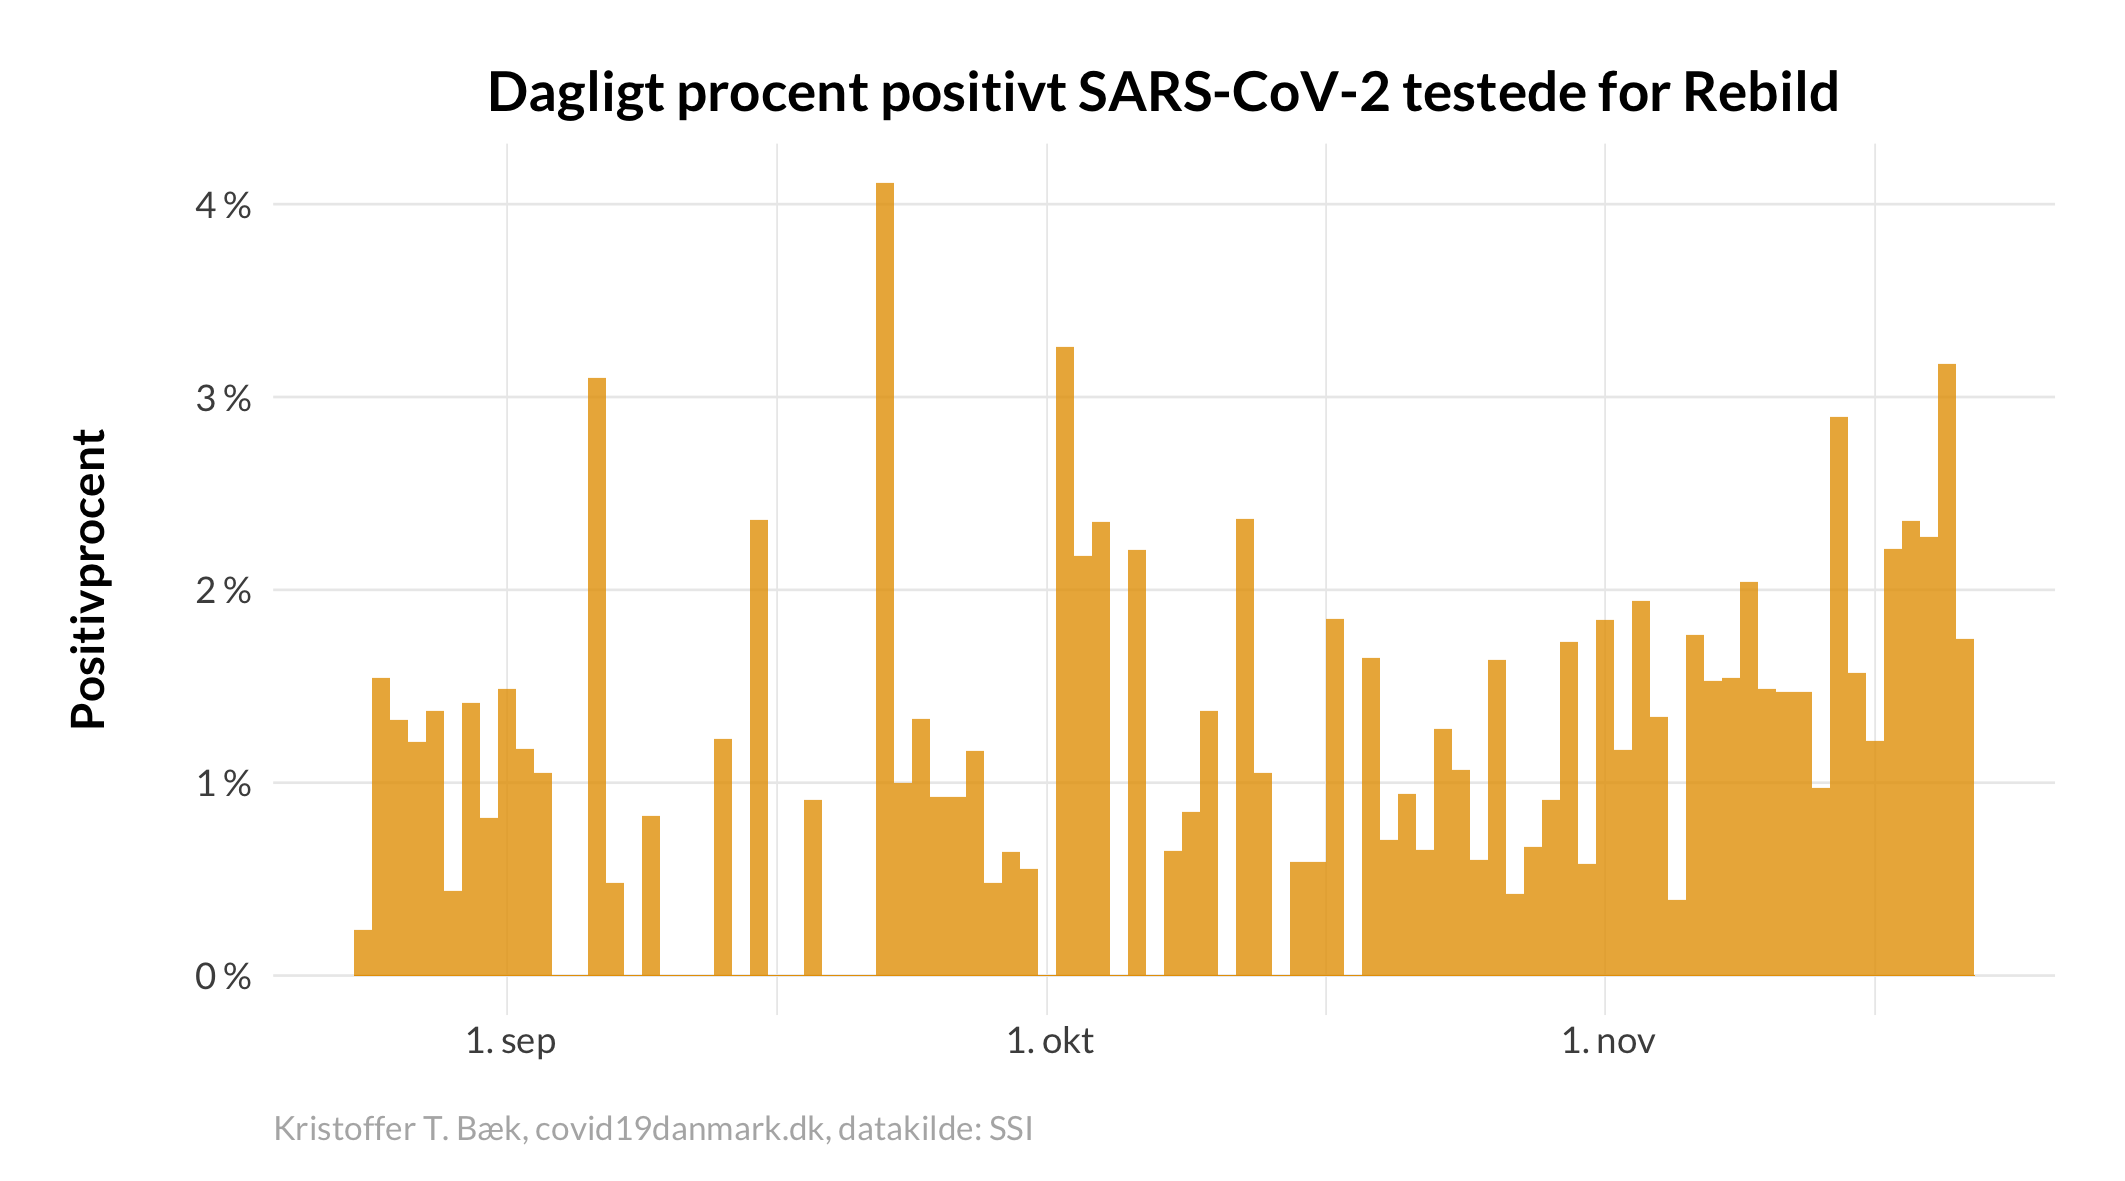 Dagligt procent positivt SARS-CoV-2 testede for Rebild
Positivprocent
4 %
3 %
2 %
1 %
0 %
1. sep
1. okt
1. nov
Kristoffer T. Bæk, covid19danmark.dk, datakilde: SSI